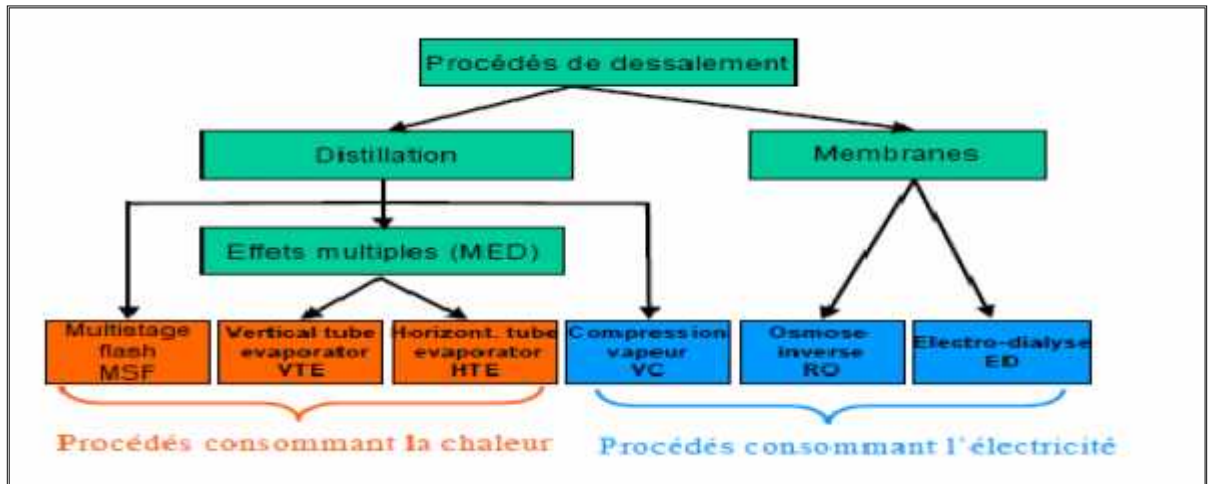 Procédés de dessalement
Distillation
Membranes
Effets multiples (MED)
Multistage
flash
MSF
Vertical tube
evaporator
VTE
Horizont. tube
evaporator
HTE
Compression
vapeur
VC
Osmose-
inverse
RO
Electro-dialyse
ED
Procédés consommant la chaleur
Procédés consommant l'électricité